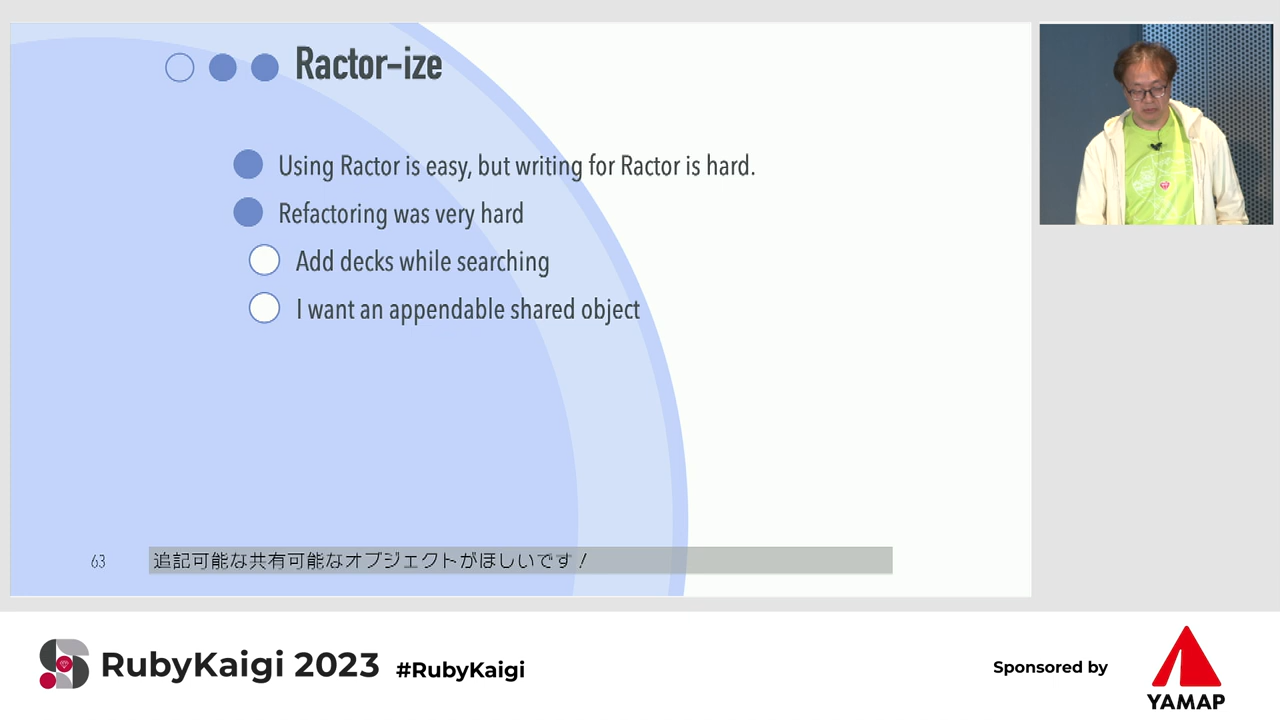 Ractor-ize
Using Ractor is easy, but writing for Ractor is hard.
Refactoring was very hard
Add decks while searching
I want an appendable shared object
63
追記可能な共有可能なオブジェクトがほしいです！
RubyKaigi 2023 #RubyKaigi
Sponsored by
YAMAP